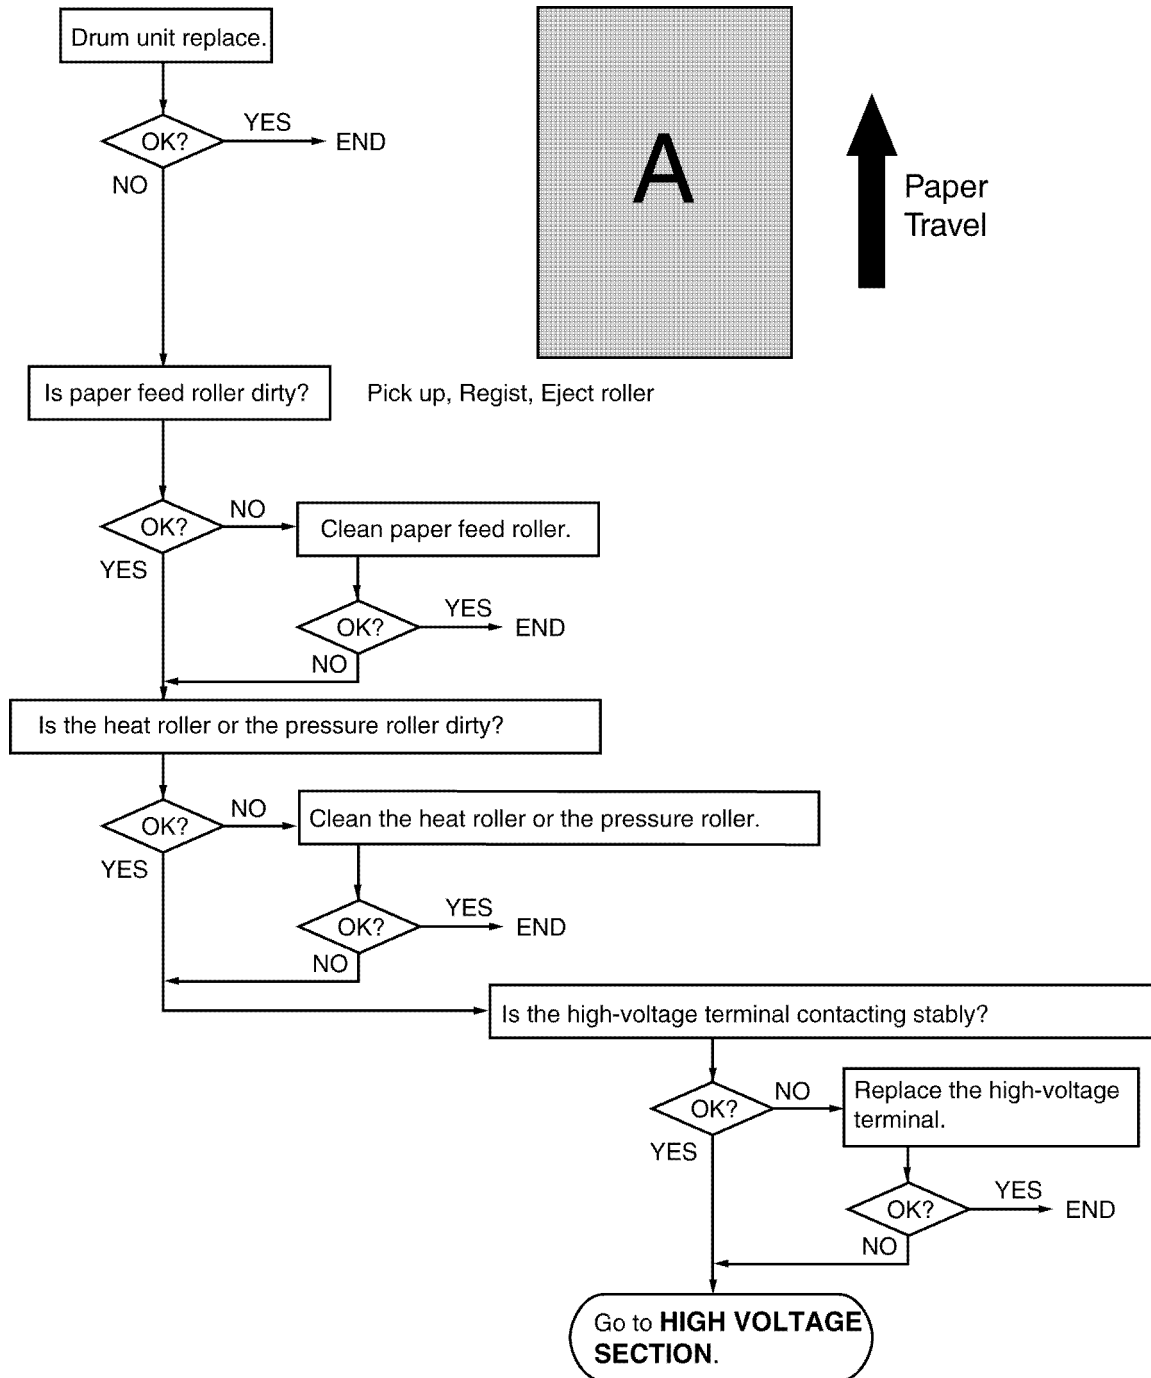 Drum unit replace.
OK?
YES
END
NO
A
Paper
Travel
Is paper feed roller dirty?
Pick up, Regist, Eject roller
OK?
NO
Clean paper feed roller.
YES
OK?
YES
END
NO
Is the heat roller or the pressure roller dirty?
OK?
NO
Clean the heat roller or the pressure roller.
YES
OK?
YES
END
NO
Is the high-voltage terminal contacting stably?
OK?
NO
Replace the high-voltage
terminal.
YES
OK?
YES
END
NO
Go to HIGH VOLTAGE
SECTION.